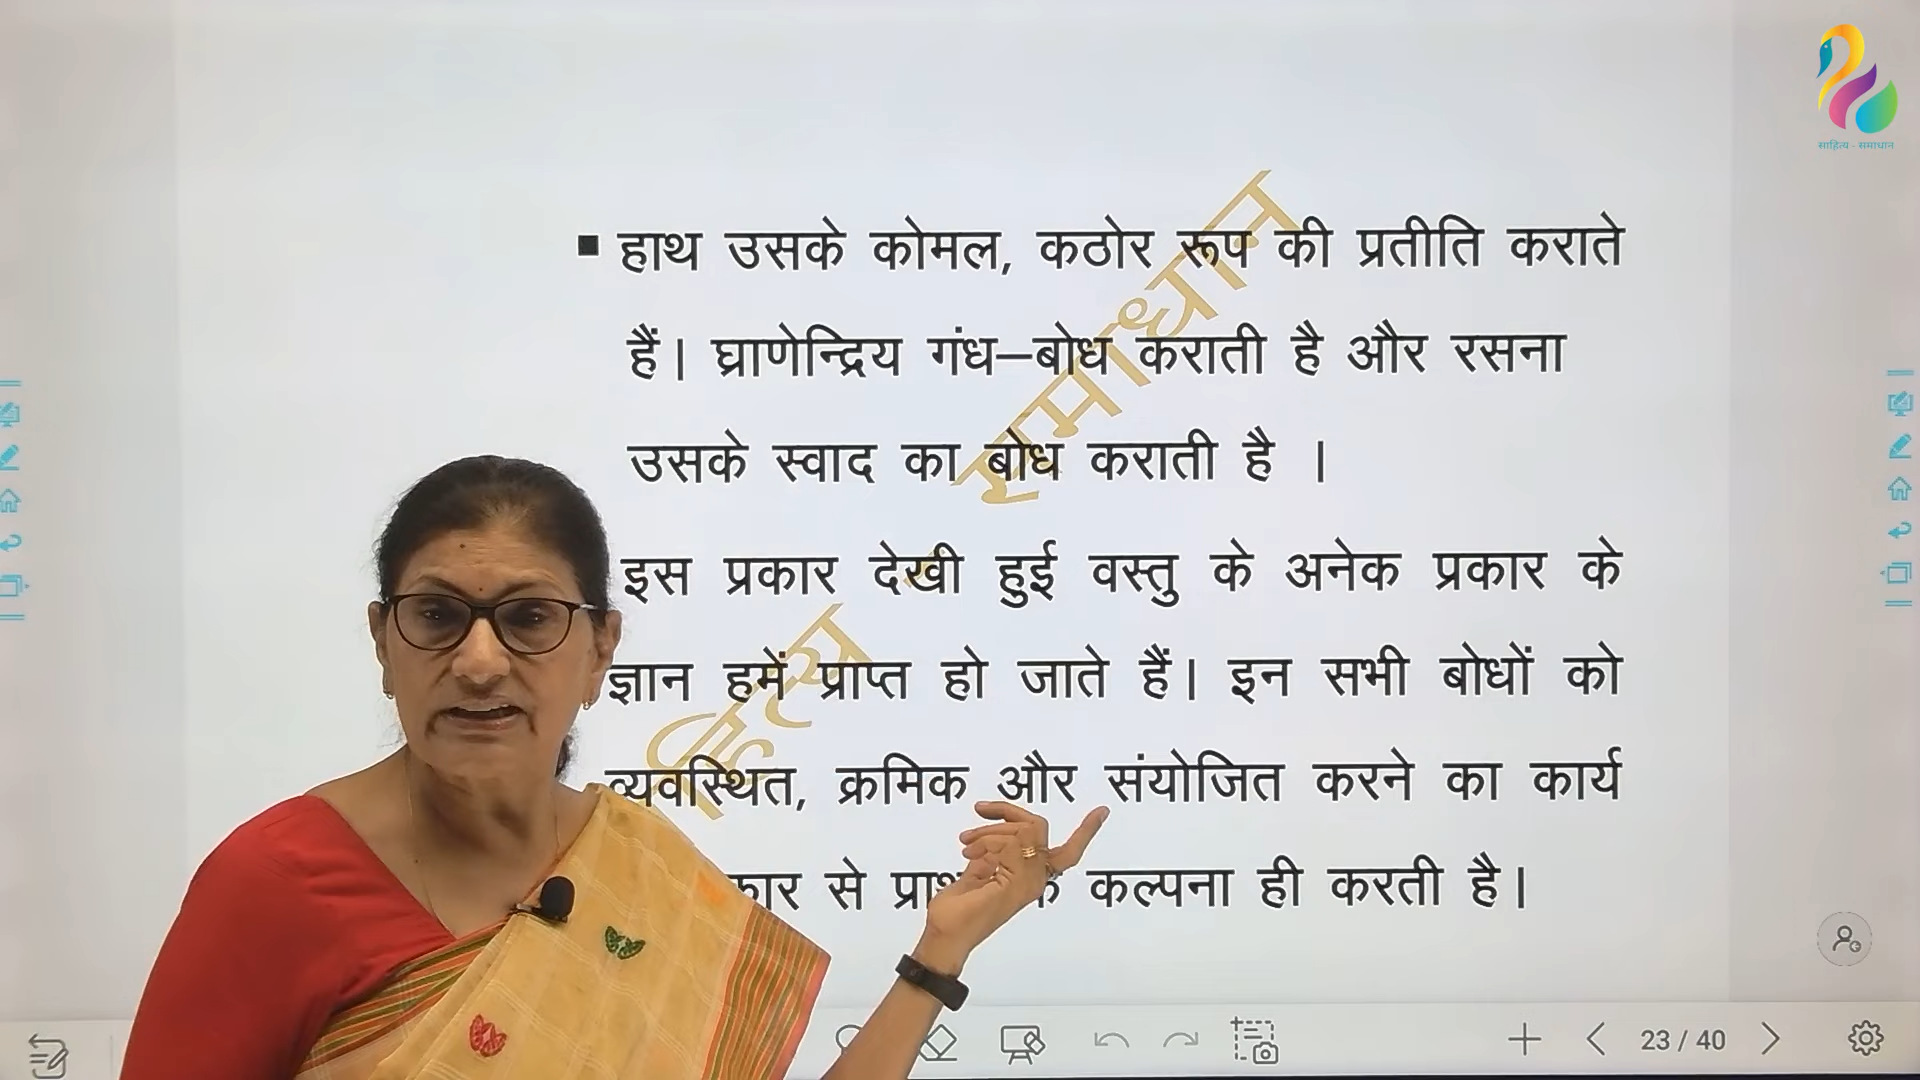 साहित्य - समाधान
■ हाथ उसके कोमल, कठोर रूप की प्रतीति कराते
हैं। घ्राणेन्द्रिय गंध–बोध कराती है और रसना
उसके स्वाद का बोध कराती है ।
इस प्रकार देखी हुई वस्तु के अनेक प्रकार के
ज्ञान हमें प्राप्त हो जाते हैं। इन सभी बोधों को
व्यवस्थित, क्रमिक और संयोजित करने का कार्य
से कल्पना ही करती है।
23 / 40